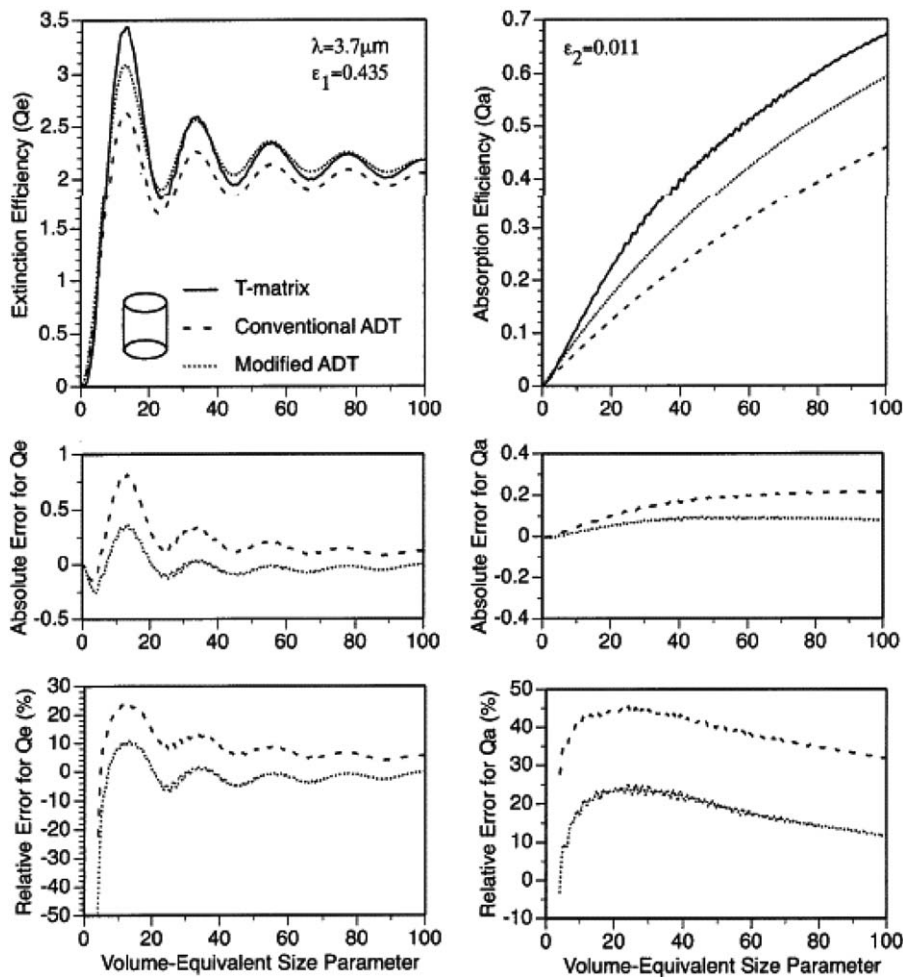 Extinction Efficiency (Qe)
3.5
3
2.5
2
1.5
1
0.5
0
λ=3.7μm
ε1=0.435
T-matrix
Conventional ADT
Modified ADT
0 20 40 60 80 100
Absorption Eficiency (Qa)
0.7
0.6
0.5
0.4
0.3
0.2
0.1
0
ε2=0.011
0 20 40 60 80 100
Absolute Error for Qe
1
0.5
0
-0.5
0 20 40 60 80 100
Absolute Error for Qa
0.4
0.2
0
-0.2
-0.4
0 20 40 60 80 100
Relative Error for Qe (%)
30
20
10
0
-10
-20
-30
-40
-50
0 20 40 60 80 100
Volume-Equivalent Size Parameter
Relative Error for Qa (%)
50
40
30
20
10
0
-10
0 20 40 60 80 100
Volume-Equivalent Size Parameter